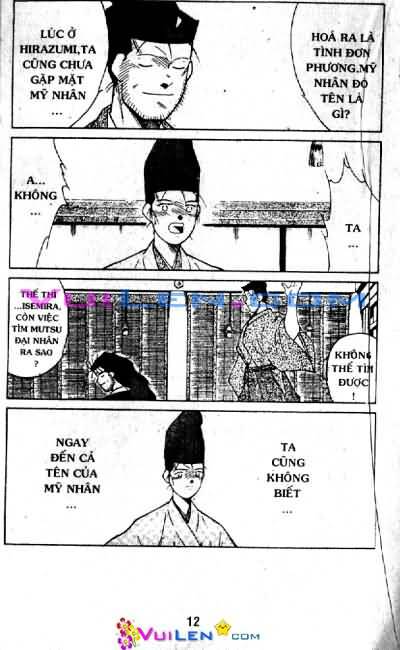 HOÁ RA LÀ
TÌNH ĐƠN
PHƯƠNG.MỸ
NHÂN ĐÓ
TÊN LÀ
GÌ?
LÚC Ở
HIRAZUMI,TA
CŨNG CHƯA
GẶP MẶT
MỸ NHÂN
...
TA
...
A...
KHÔNG
...
KHÔNG
THỂ TÌM
ĐƯỢC
!
THẾ THÌ
...ISEMIRA,
CÒN VIỆC
TÌM MUTSU
ĐẠI NHÂN
RA SAO
?
VUILEN.COM
TA
CŨNG
KHÔNG
BIẾT
...
NGAY
ĐẾN CẢ
TÊN CỦA
MỸ NHÂN
...
12
VUILEN